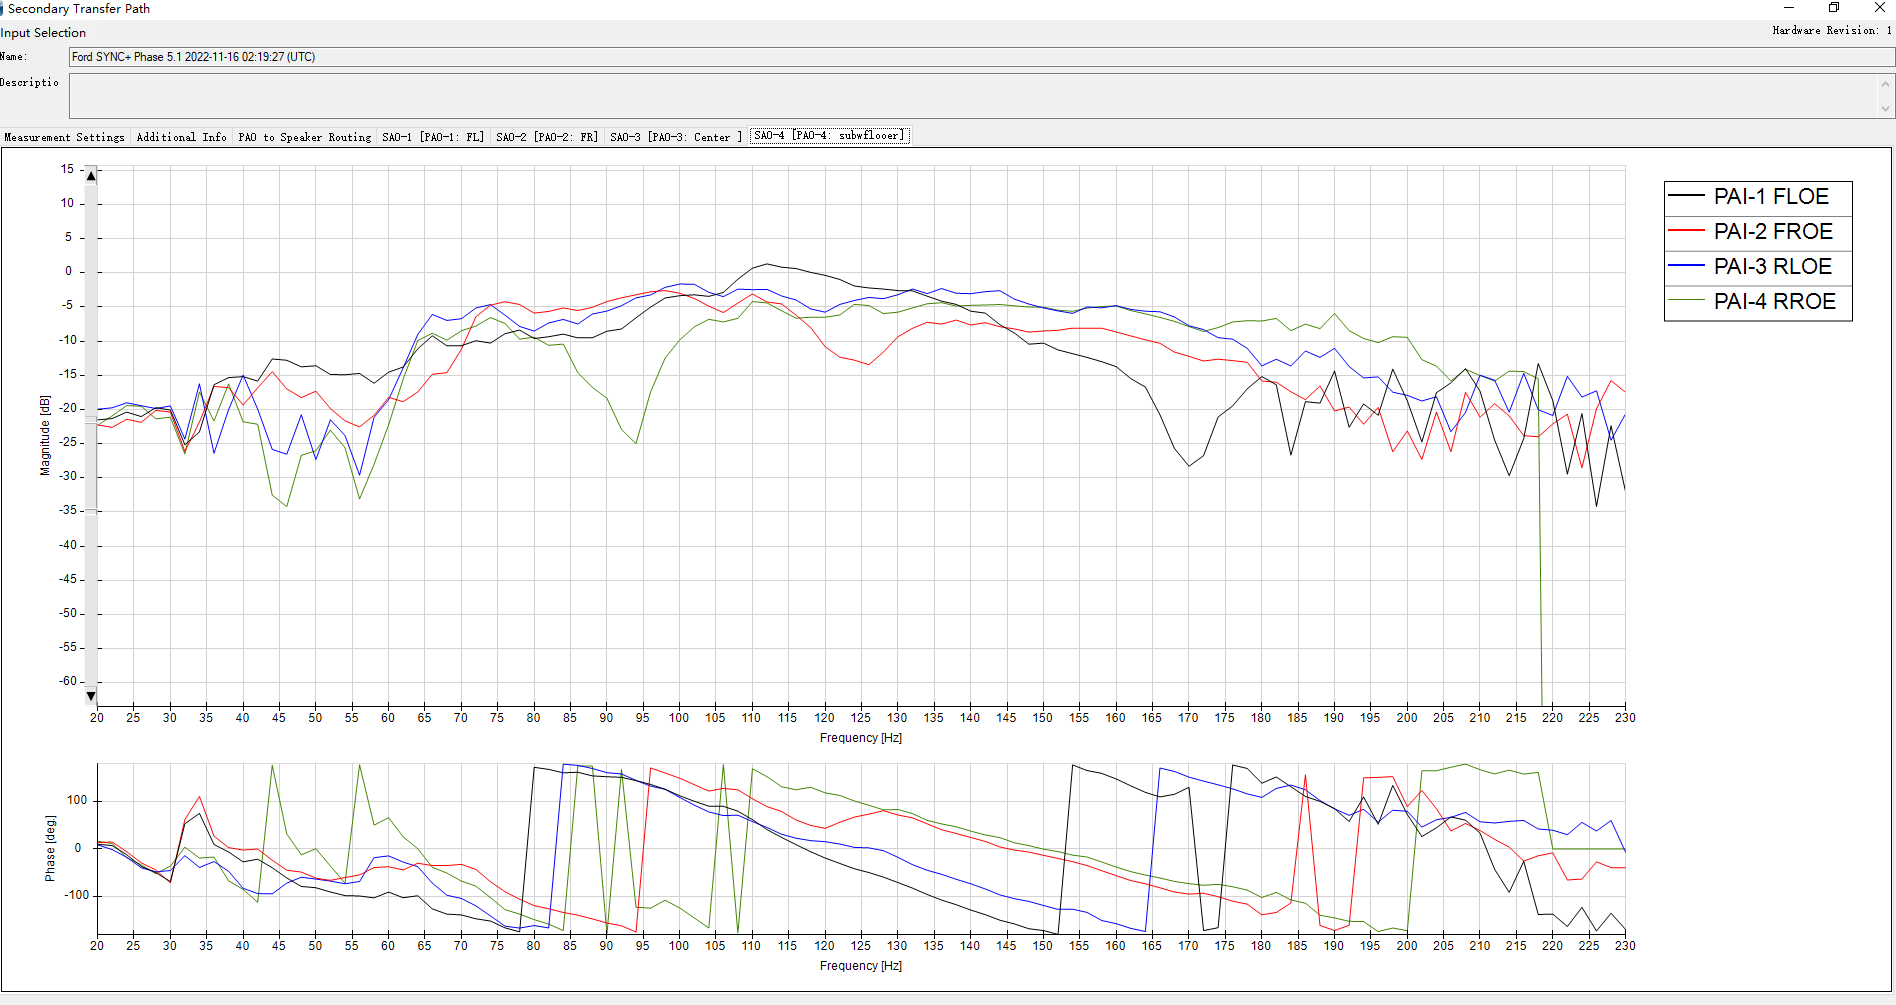 Secondary Transfer Path
Input Selection
Hardware Revision: 1
Name:
Ford SYNC+ Phase 5.1 2022-11-16 02:19:27 (UTC)
Descriptio
Measurement Settings Additional Info PAO to Speaker Routing SAO-1 [PAO-1: FL] SAO-2 [PAO-2: FR] SAO-3 [PAO-3: Center ] SAO-4 [PAO-4: subwflooer]
15
10
5
0
-5
-10
-15
-20
-25
-30
-35
-40
-45
-50
-55
-60
Magnitude [dB]
20 25 30 35 40 45 50 55 60 65 70 75 80 85 90 95 100 105 110 115 120 125 130 135 140 145 150 155 160 165 170 175 180 185 190 195 200 205 210 215 220 225 230
Frequency [Hz]
PAI-1 FLOE
PAI-2 FROE
PAI-3 RLOE
PAI-4 RROE
100
0
-100
Phase [deg.]
20 25 30 35 40 45 50 55 60 65 70 75 80 85 90 95 100 105 110 115 120 125 130 135 140 145 150 155 160 165 170 175 180 185 190 195 200 205 210 215 220 225 230
Frequency [Hz]